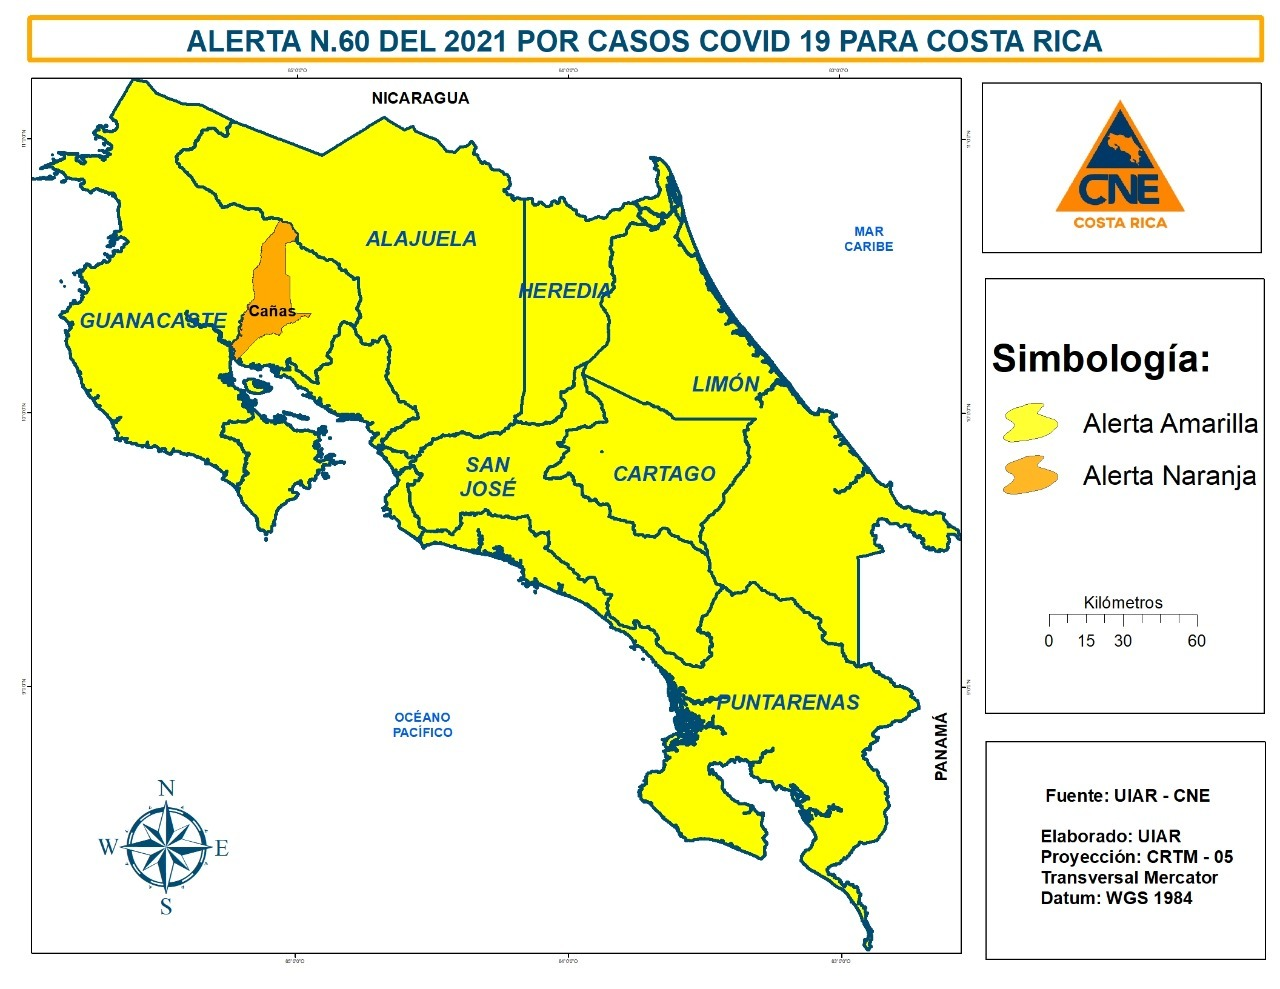 ALERTA N.60 DEL 2021 POR CASOS COVID 19 PARA COSTA RICA
NICARAGUA
ALAJUELA
MAR
CARIBE
HEREDIA
GUANACASTE
Cañas
LIMÓN
SAN
JOSÉ
CARTAGO
PUNTARENAS
OCÉANO
PACÍFICO
PANAMÁ
N
W
E
S
CNE
COSTA RICA
Simbología:
Alerta Amarilla
Alerta Naranja
Kilómetros
0 15 30 60
Fuente: UIAR - CNE
Elaborado: UIAR
Proyección: CRTM - 05
Transversal Mercator
Datum: WGS 1984